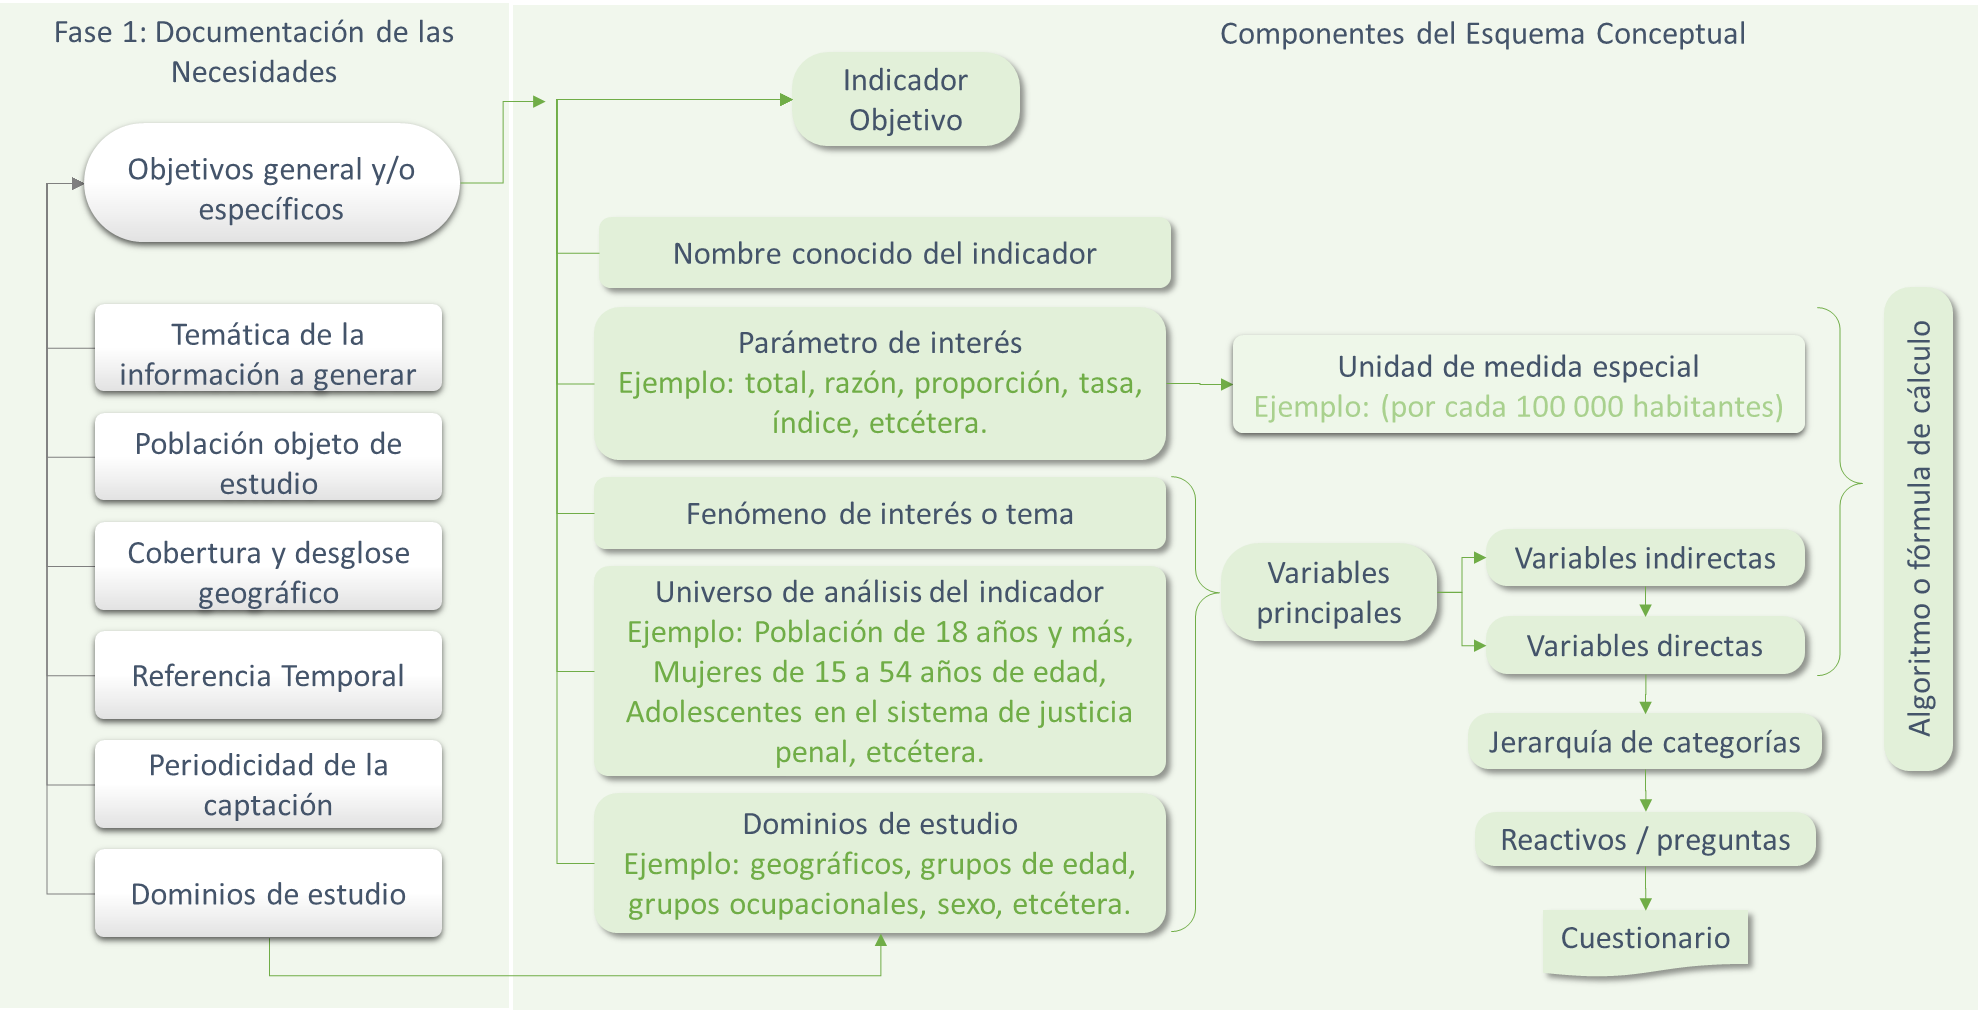 Fase 1: Documentación de las
Necesidades
Objetivos general y/o
específicos
Temática de la
información a generar
Población objeto de
estudio
Cobertura y desglose
geográfico
Referencia Temporal
Periodicidad de la
captación
Dominios de estudio
Componentes del Esquema Conceptual
Indicador
Objetivo
Nombre conocido del indicador
Parámetro de interés
Ejemplo: total, razón, proporción, tasa,
índice, etcétera.
Unidad de medida especial
Ejemplo: (por cada 100 000 habitantes)
Fenómeno de interés o tema
Universo de análisis del indicador
Ejemplo: Población de 18 años y más,
Mujeres de 15 a 54 años de edad,
Adolescentes en el sistema de justicia
penal, etcétera.
Dominios de estudio
Ejemplo: geográficos, grupos de edad,
grupos ocupacionales, sexo, etcétera.
Variables
principales
Variables indirectas
Variables directas
Jerarquía de categorías
Reactivos / preguntas
Cuestionario
Algoritmo o fórmula de cálculo